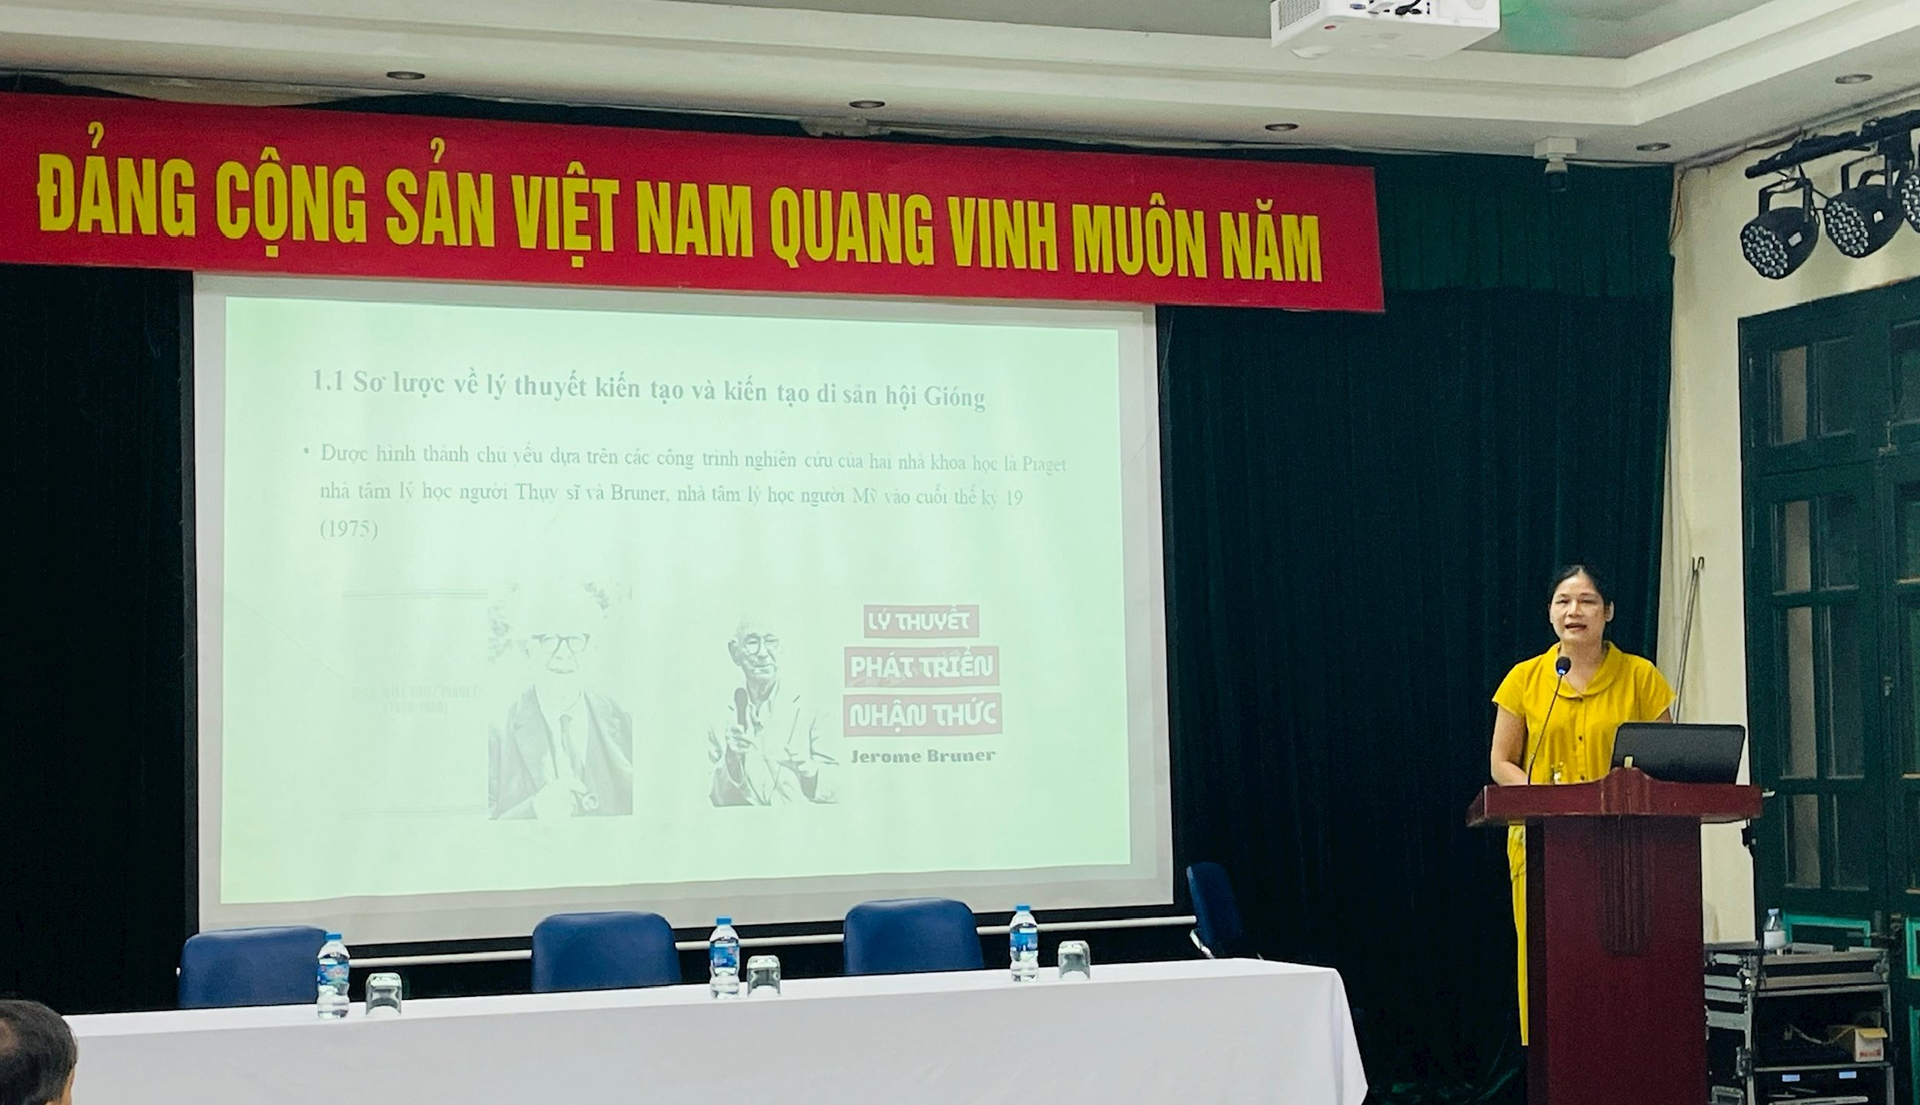 ĐẢNG CỘNG SẢN VIỆT NAM QUANG VINH MUÔN NĂM
1.1 Sơ lược về lý thuyết kiến tạo và kiến tạo di sản hội Gióng
• Được hình thành chủ yếu dựa trên các công trình nghiên cứu của hai nhà khoa học là Piaget
nhà tâm lý học người Thụy sĩ và Bruner, nhà tâm lý học người Mỹ vào cuối thế kỷ 19
(1975)
LÝ THUYẾT
PHÁT TRIỂN
NHẬN THỨC
Jerome Bruner